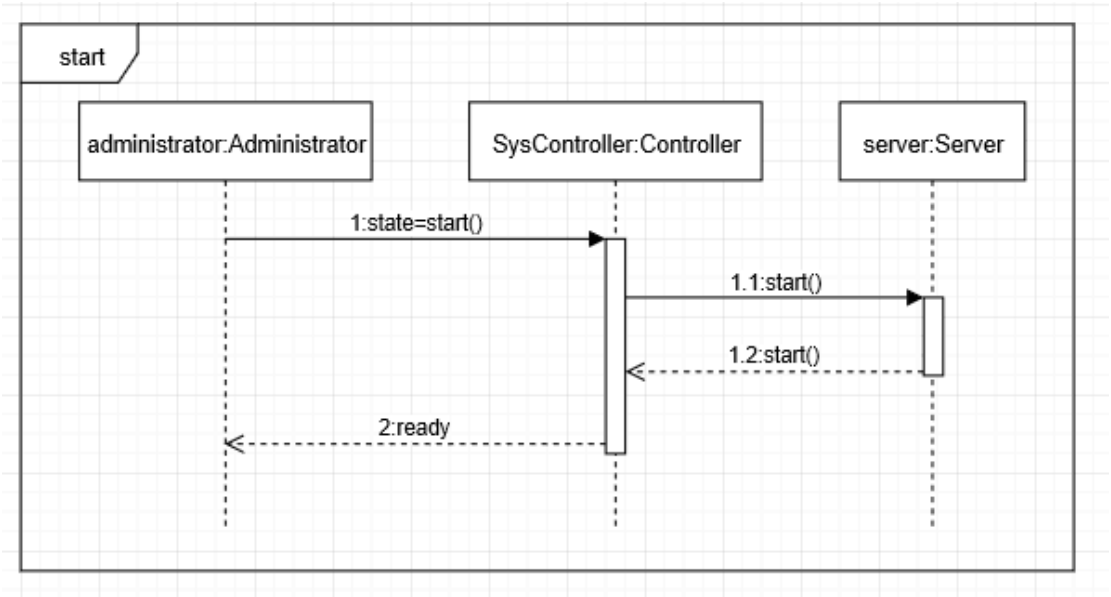 start
administrator:Administrator
SysController:Controller
server:Server
1:state=start()
1.1:start()
1.2:start()
2:ready